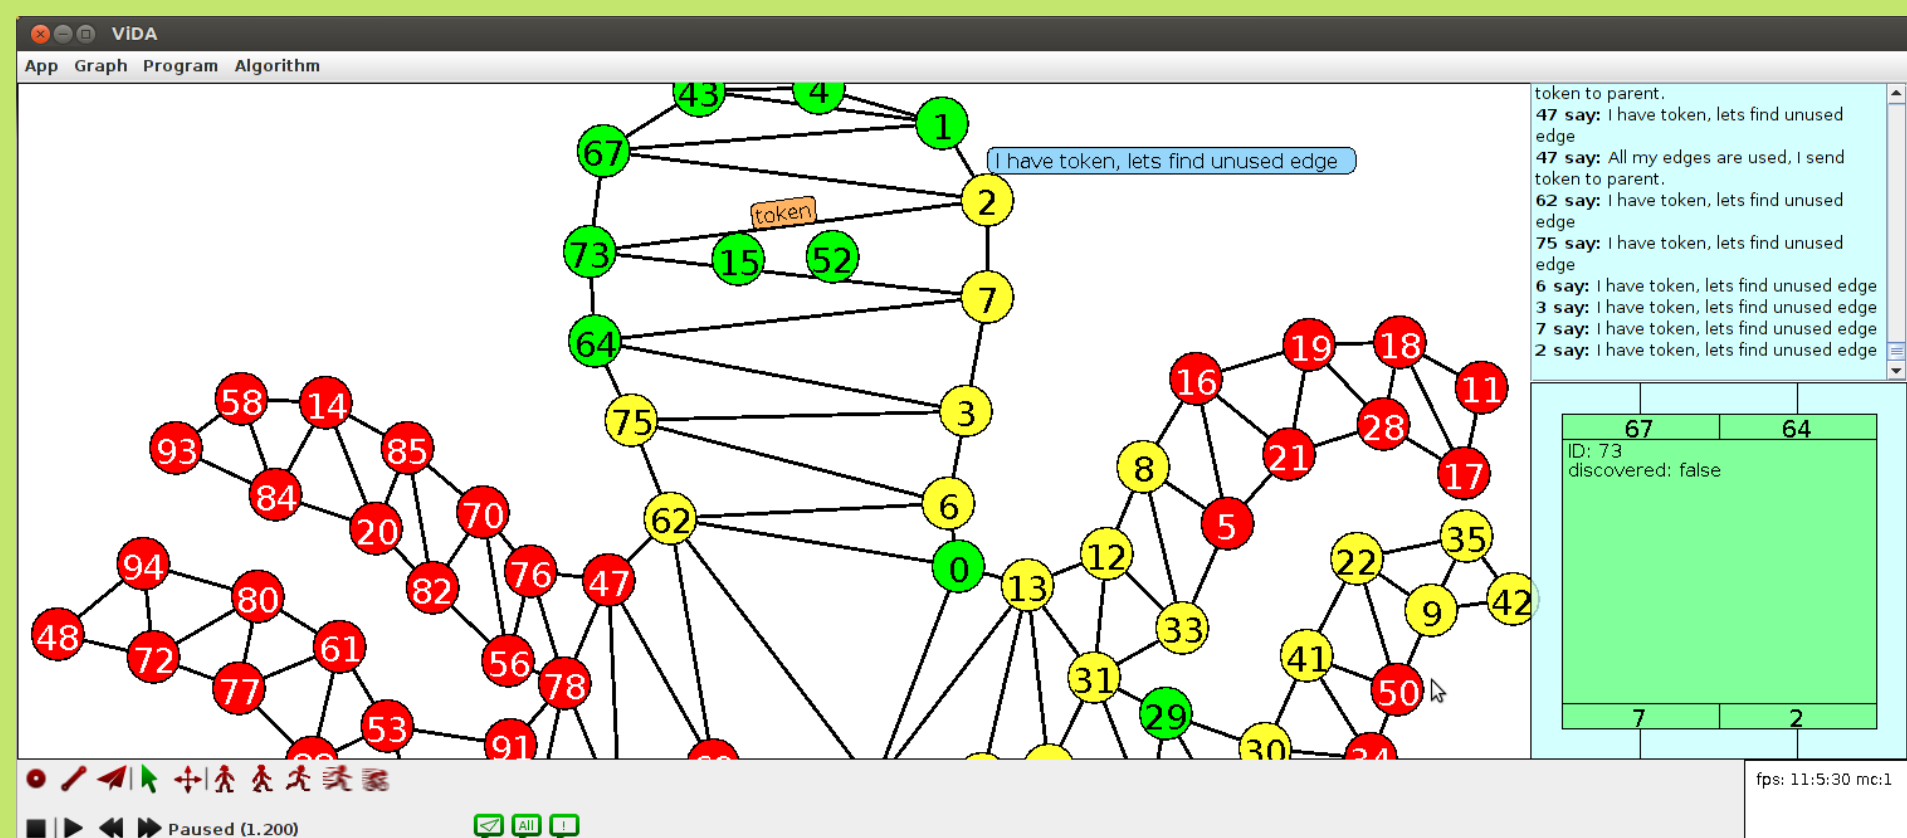 ViDA
App Graph Program Algorithm
43
4
1
67
I have token, lets find unused edge
2
token
73
15
52
7
64
19
18
16
11
58
14
75
3
28
93
85
21
8
17
84
70
6
62
20
5
35
94
76
47
0
12
22
82
13
80
9
42
48
33
61
72
56
41
77
78
31
50
53
29
91
30
34
token to parent.
47 say: I have token, lets find unused
edge
47 say: All my edges are used, I send
token to parent.
62 say: I have token, lets find unused
edge
75 say: I have token, lets find unused
edge
6 say: I have token, lets find unused edge
3 say: I have token, lets find unused edge
7 say: I have token, lets find unused edge
2 say: I have token, lets find unused edge
67 64
ID: 73
discovered: false
7 2
fps: 11:5:30 mc:1
Paused (1.200)
All
!